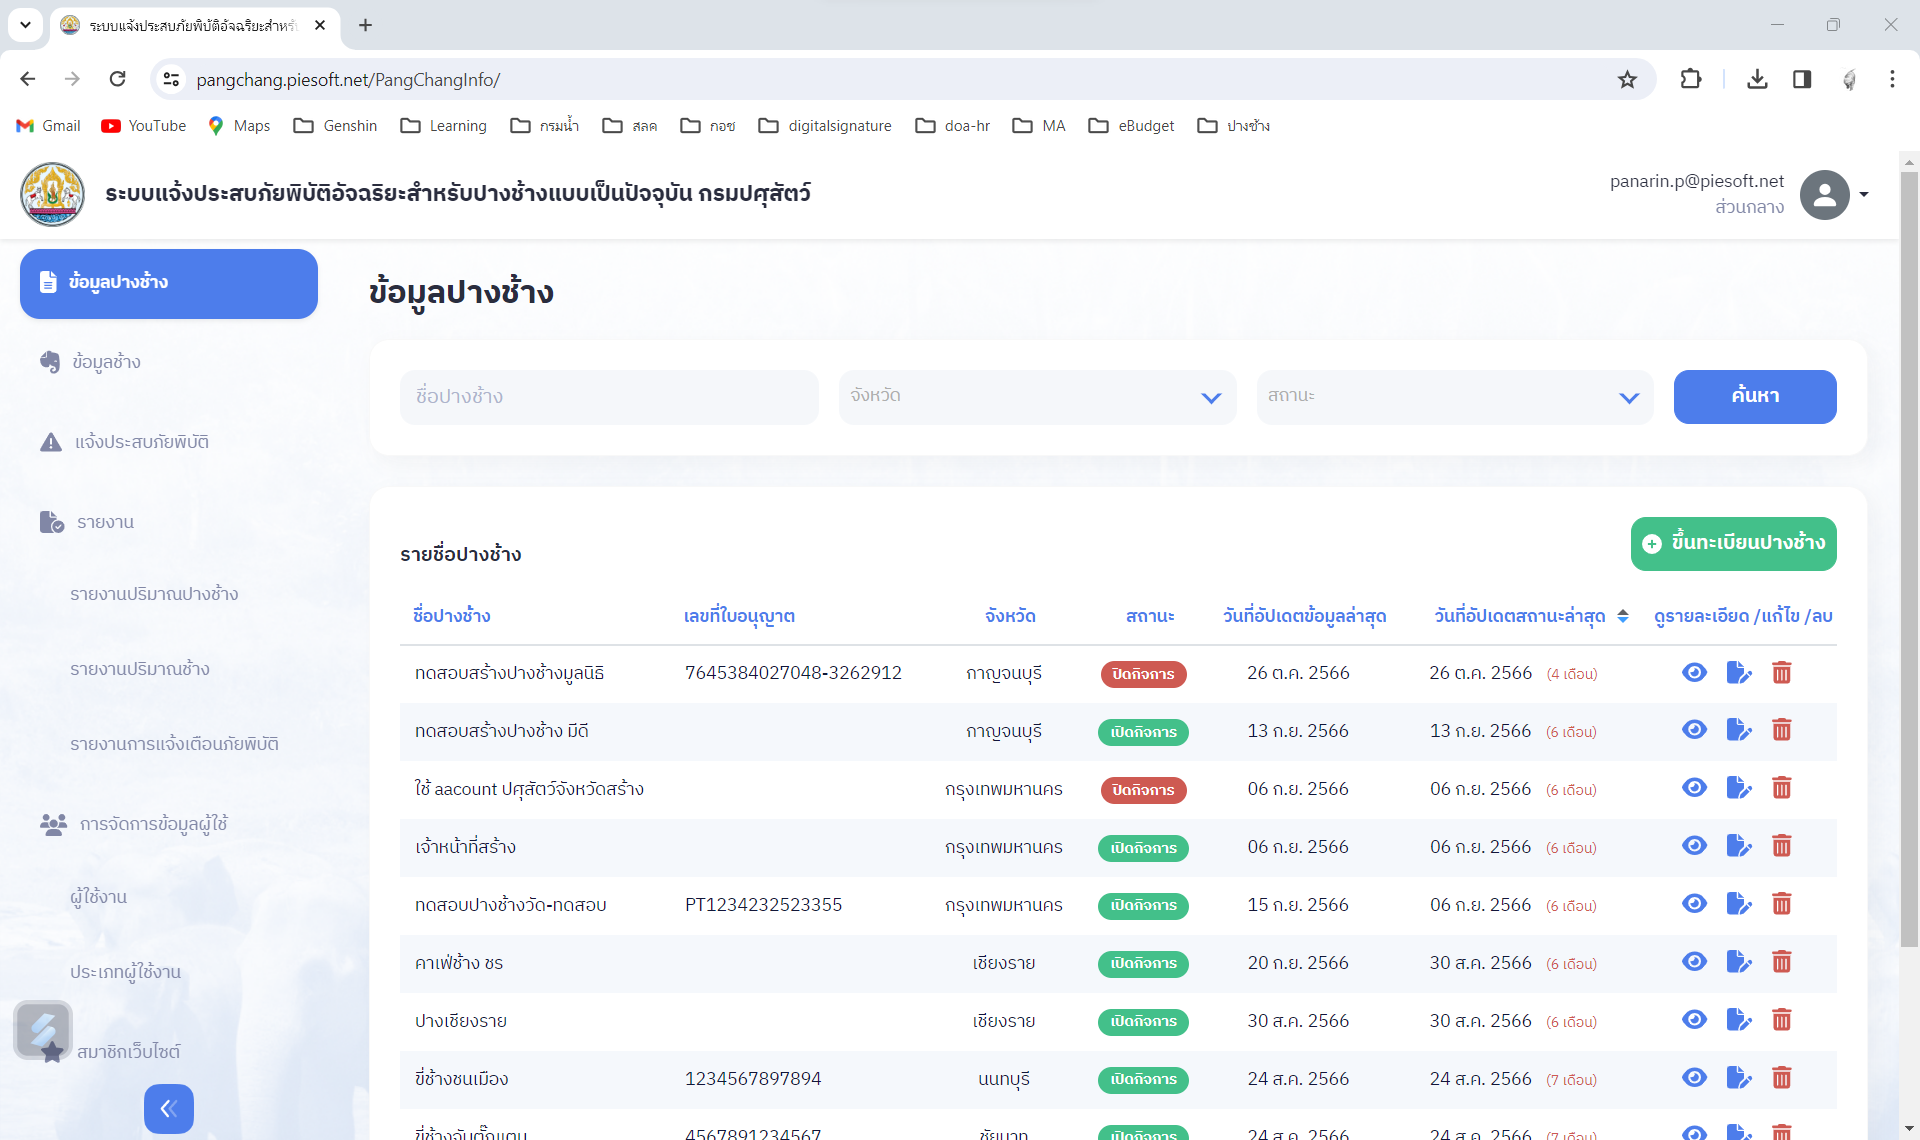 ระบบแจ้งประสบภัยพิบัติอัจฉริยะสำหรั
pangchang.piesoft.net/PangChangInfo/
Gmail YouTube Maps Genshin Learning กรมน้ำ สลค กอช digitalsignature doa-hr MA eBudget ปางช้าง
ระบบแจ้งประสบภัยพิบัติอัจฉริยะสำหรับปางช้างแบบเป็นปัจจุบัน กรมปศุสัตว์
panarin.p@piesoft.net
ส่วนกลาง
ข้อมูลปางช้าง
ข้อมูลช้าง
แจ้งประสบภัยพิบัติ
รายงาน
รายงานปริมาณปางช้าง
รายงานปริมาณช้าง
รายงานการแจ้งเตือนภัยพิบัติ
การจัดการข้อมูลผู้ใช้
ผู้ใช้งาน
ประเภทผู้ใช้งาน
สมาชิกเว็บไซต์
ข้อมูลปางช้าง
ชื่อปางช้าง จังหวัด สถานะ ค้นหา
รายชื่อปางช้าง
ขึ้นทะเบียนปางช้าง
ชื่อปางช้าง เลขที่ใบอนุญาต จังหวัด สถานะ วันที่อัปเดตข้อมูลล่าสุด วันที่อัปเดตสถานะล่าสุด ดูรายละเอียด /แก้ไข /ลบ
ทดสอบสร้างปางช้างมูลนิธิ 7645384027048-3262912 กาญจนบุรี ปิดกิจการ 26 ต.ค. 2566 26 ต.ค. 2566 (4 เดือน)
ทดสอบสร้างปางช้าง มีดี กาญจนบุรี เปิดกิจการ 13 ก.ย. 2566 13 ก.ย. 2566 (6 เดือน)
ใช้ aacount ปศุสัตว์จังหวัดสร้าง กรุงเทพมหานคร ปิดกิจการ 06 ก.ย. 2566 06 ก.ย. 2566 (6 เดือน)
เจ้าหน้าที่สร้าง กรุงเทพมหานคร เปิดกิจการ 06 ก.ย. 2566 06 ก.ย. 2566 (6 เดือน)
ทดสอบปางช้างวัด-ทดสอบ PT1234232523355 กรุงเทพมหานคร เปิดกิจการ 15 ก.ย. 2566 06 ก.ย. 2566 (6 เดือน)
คาเฟ่ช้าง ชร เชียงราย เปิดกิจการ 20 ก.ย. 2566 30 ส.ค. 2566 (6 เดือน)
ปางเชียงราย เชียงราย เปิดกิจการ 30 ส.ค. 2566 30 ส.ค. 2566 (6 เดือน)
ขี่ช้างชนเมือง 1234567897894 นนทบุรี เปิดกิจการ 24 ส.ค. 2566 24 ส.ค. 2566 (7 เดือน)
ขี่ช้างจับตั๊กแตน 4567891234567 ชัยนาท เปิดกิจการ 24 ส.ค. 2566 24 ส.ค. 2566 (7 เดือน)